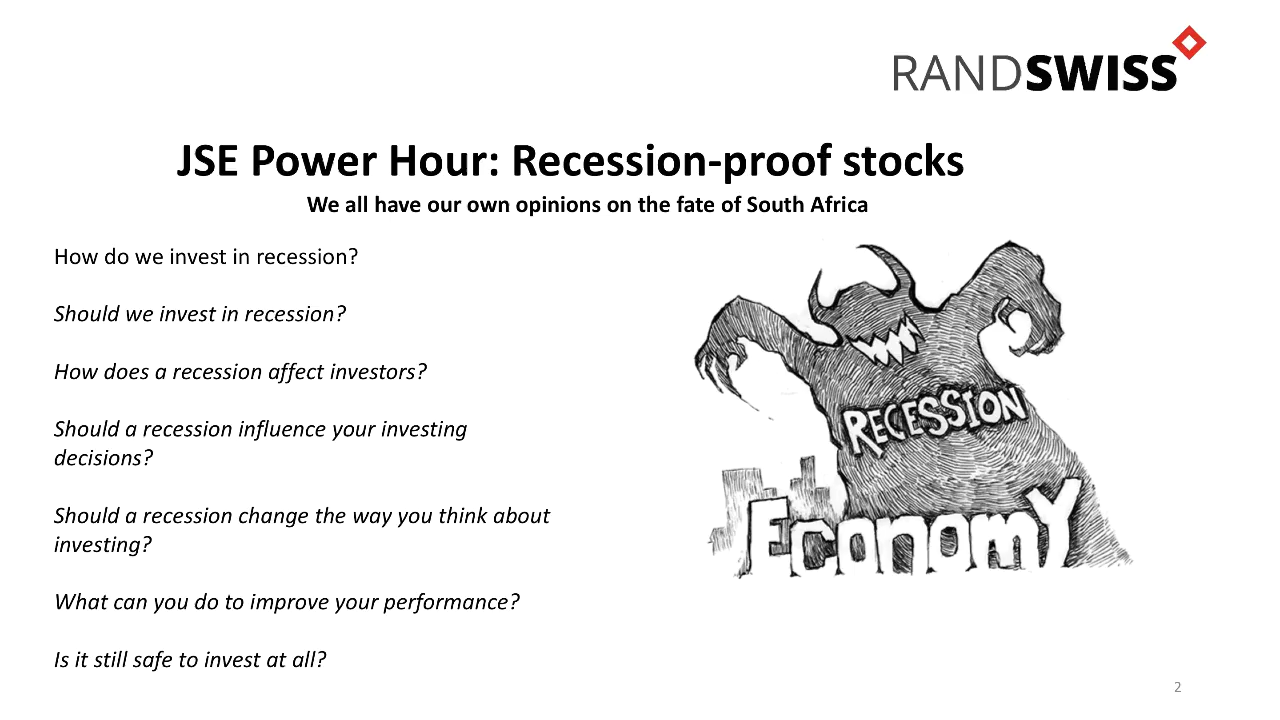 RANDSWISS
JSE Power Hour: Recession-proof stocks
We all have our own opinions on the fate of South Africa
How do we invest in recession?
Should we invest in recession?
How does a recession affect investors?
Should a recession influence your investing
decisions?
Should a recession change the way you think about
investing?
What can you do to improve your performance?
Is it still safe to invest at all?
RECESSION
EconomY
2